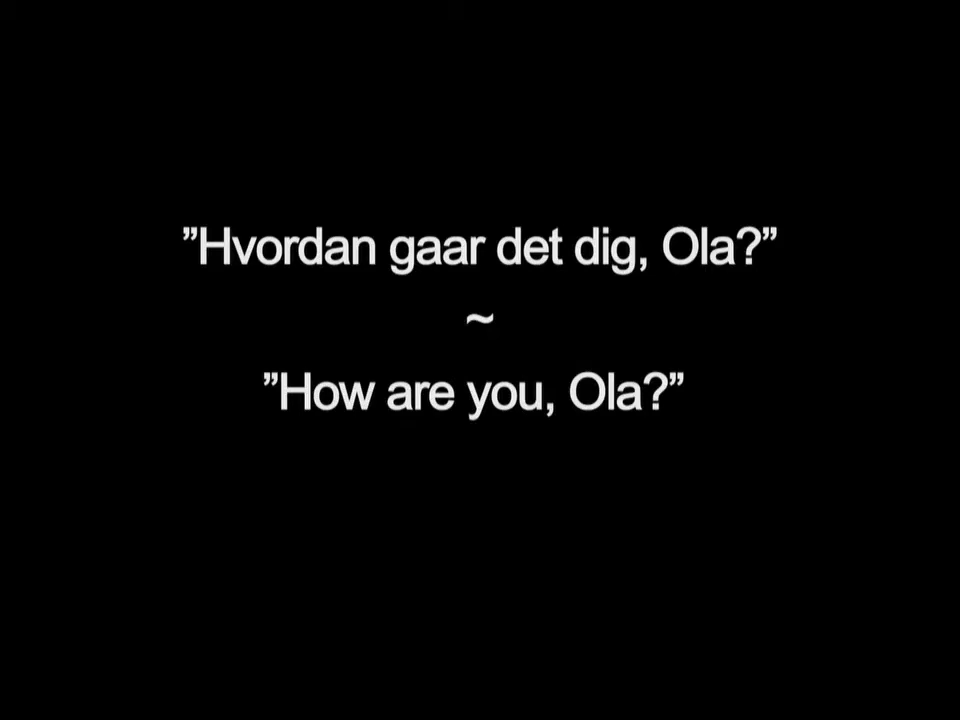 ”Hvordan gaar det dig, Ola?”
~
”How are you, Ola?”